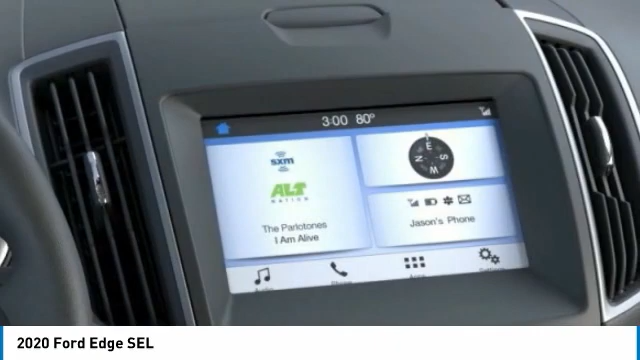 3:00 80°
sxm
ALT
NATION
The Parlotones
I Am Alive
N E S W
Jason's Phone
2020 Ford Edge SEL